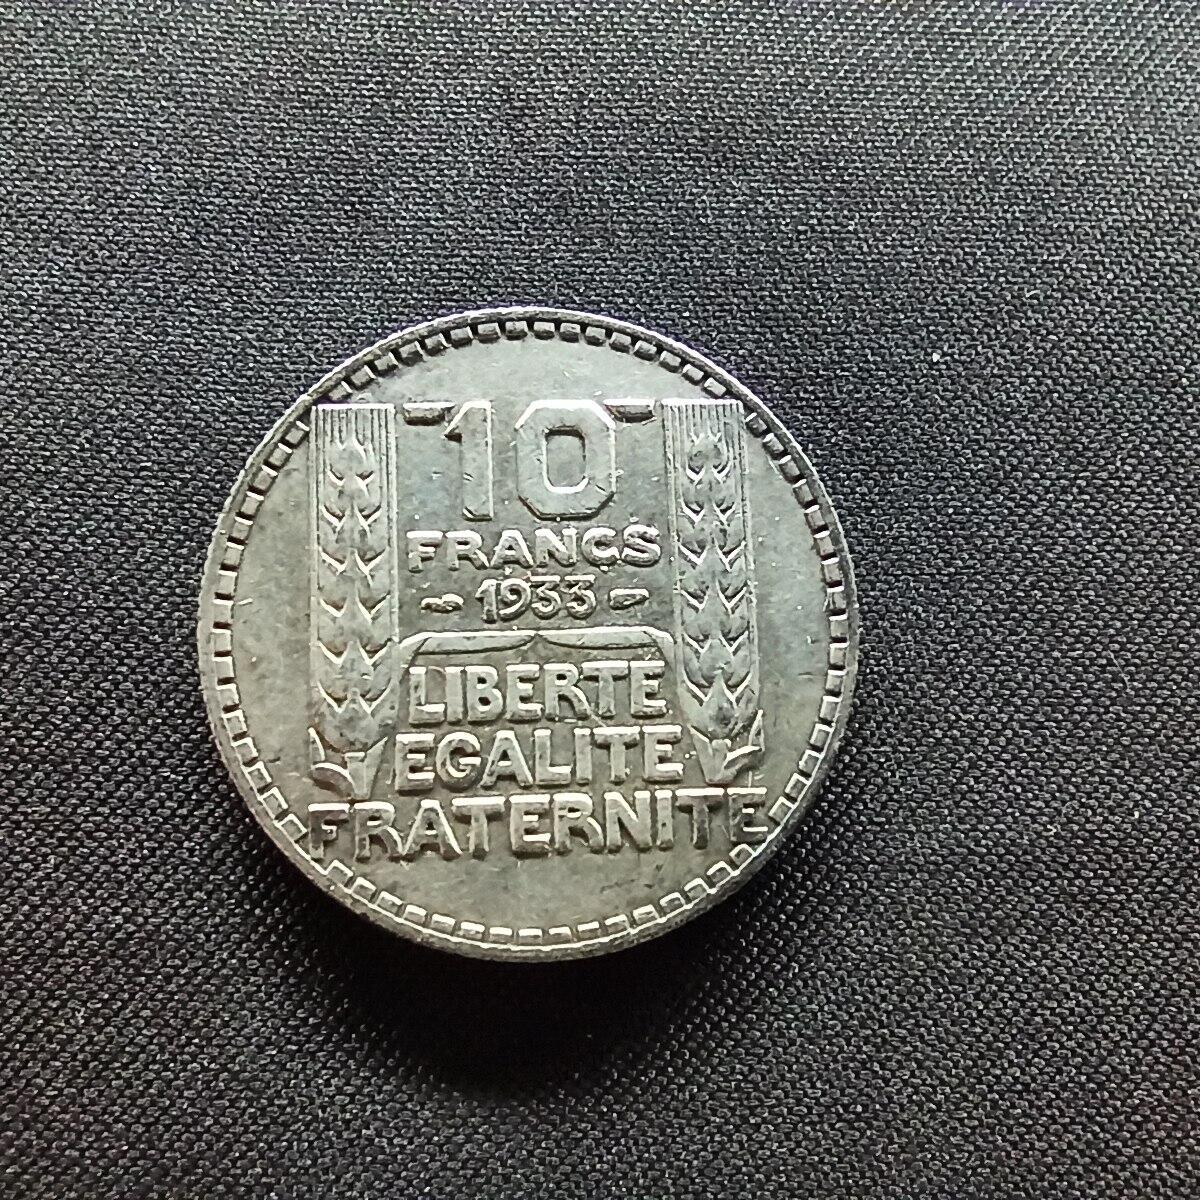 10
FRANCS
1933
LIBERTE
EGALITE
FRATERNITE